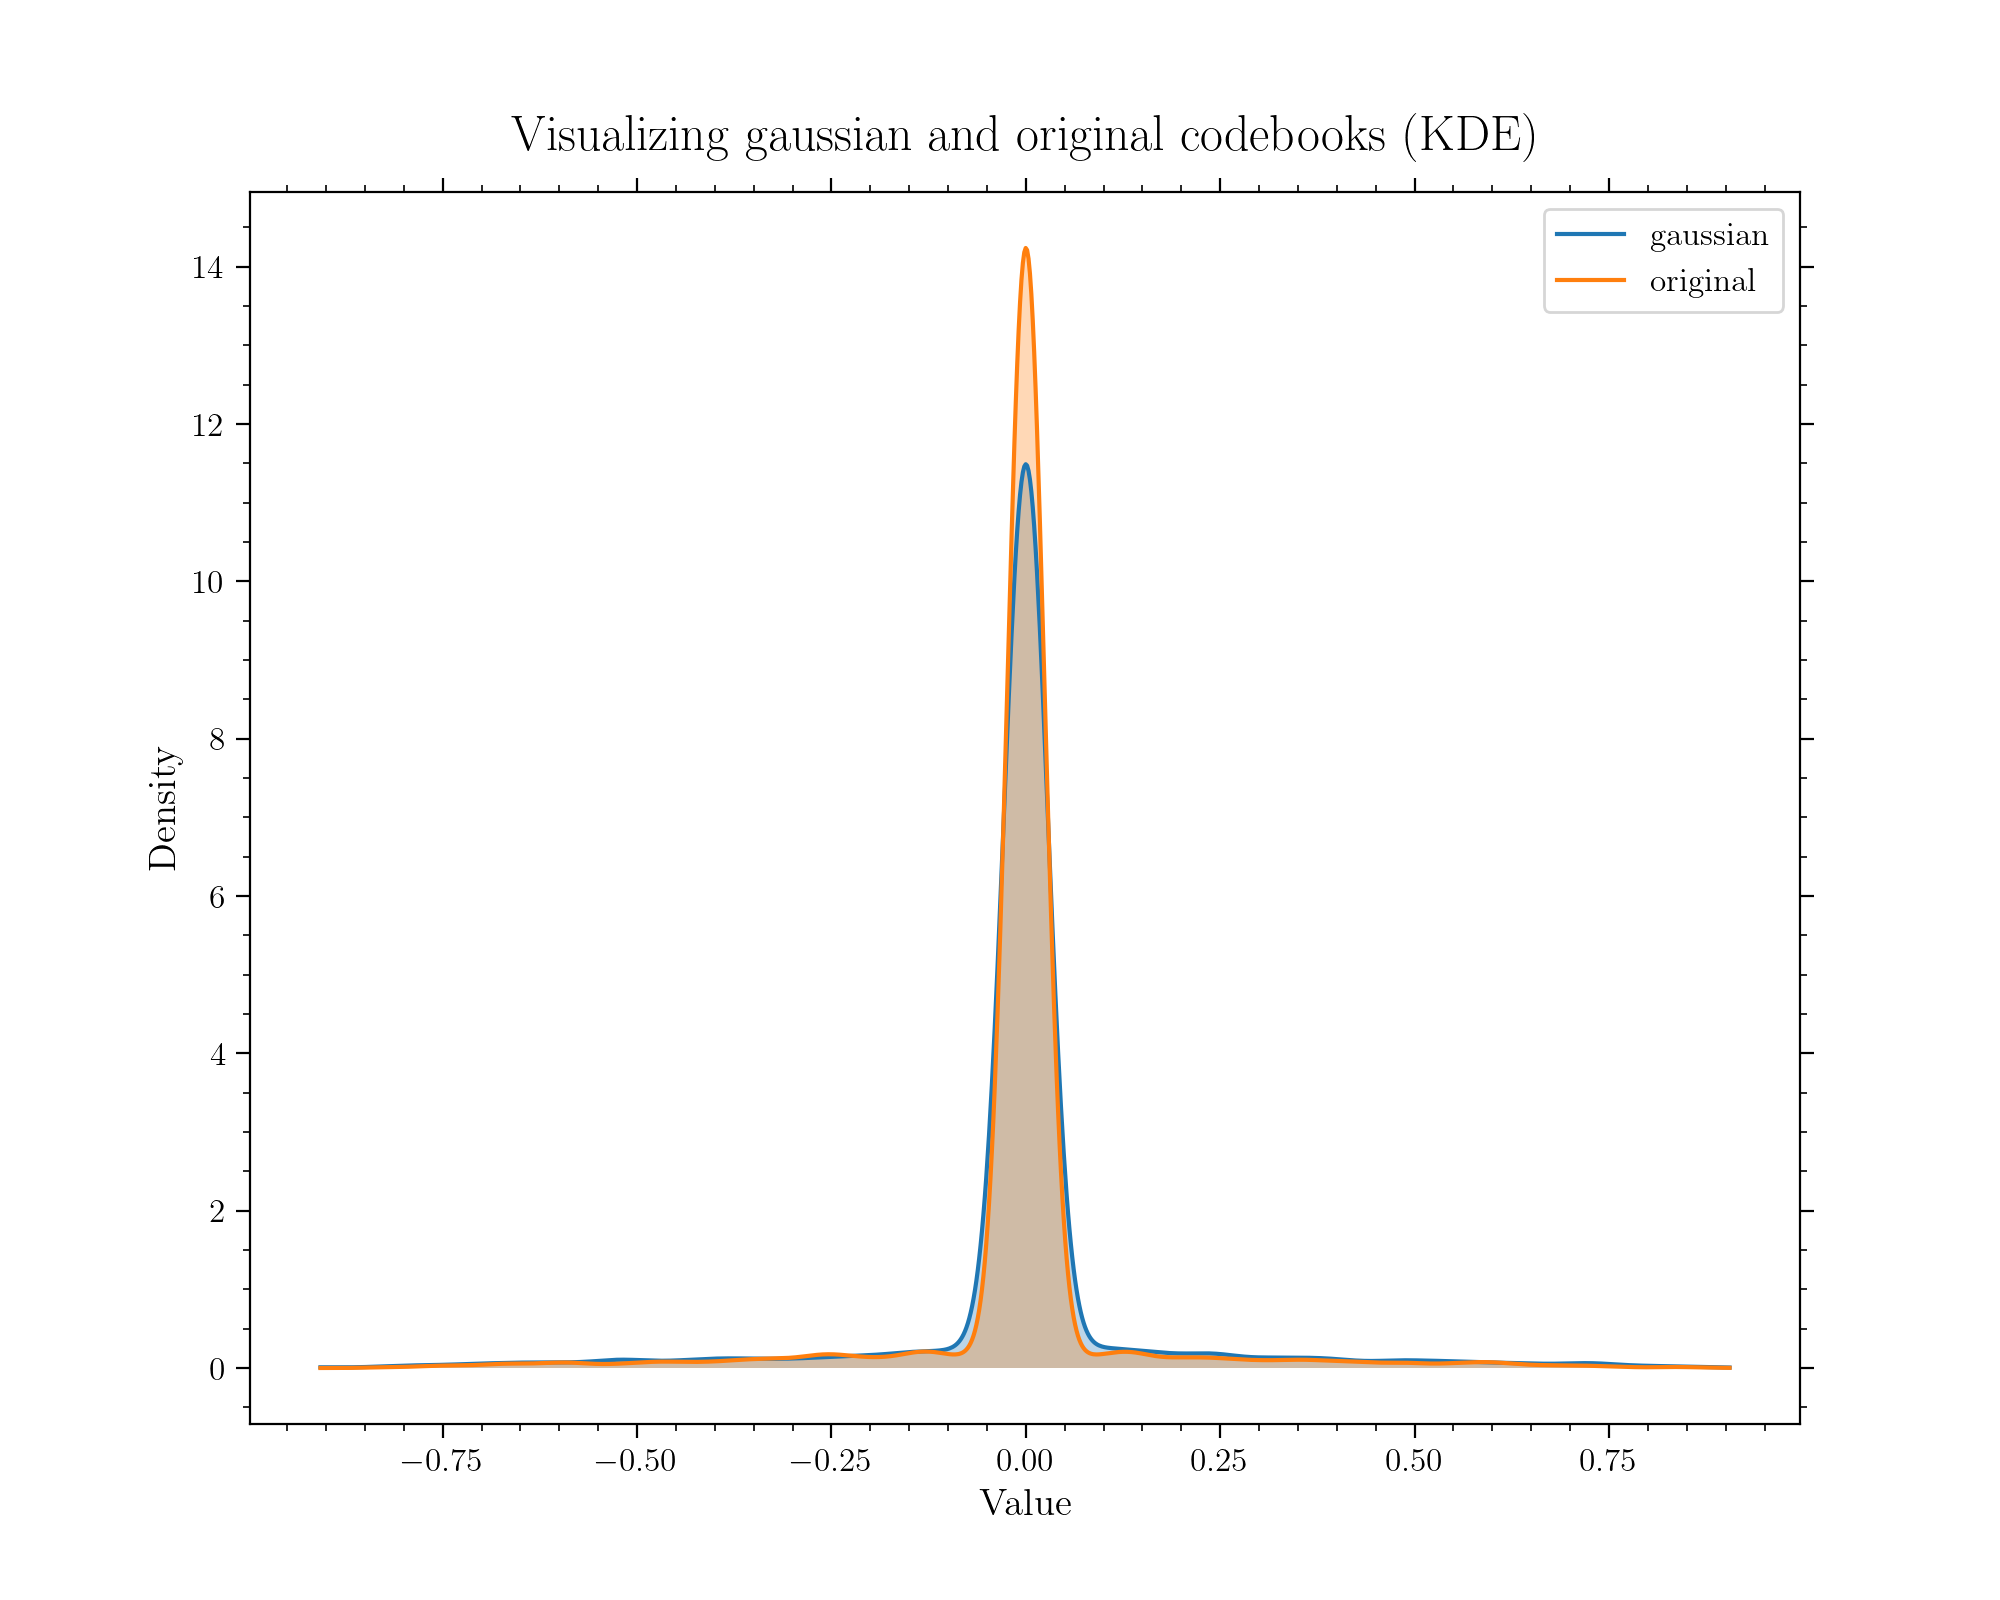 Visualizing gaussian and original codebooks (KDE)
gaussian
original
14
12
10
8
6
4
2
0
Density
−0.75 −0.50 −0.25 0.00 0.25 0.50 0.75
Value